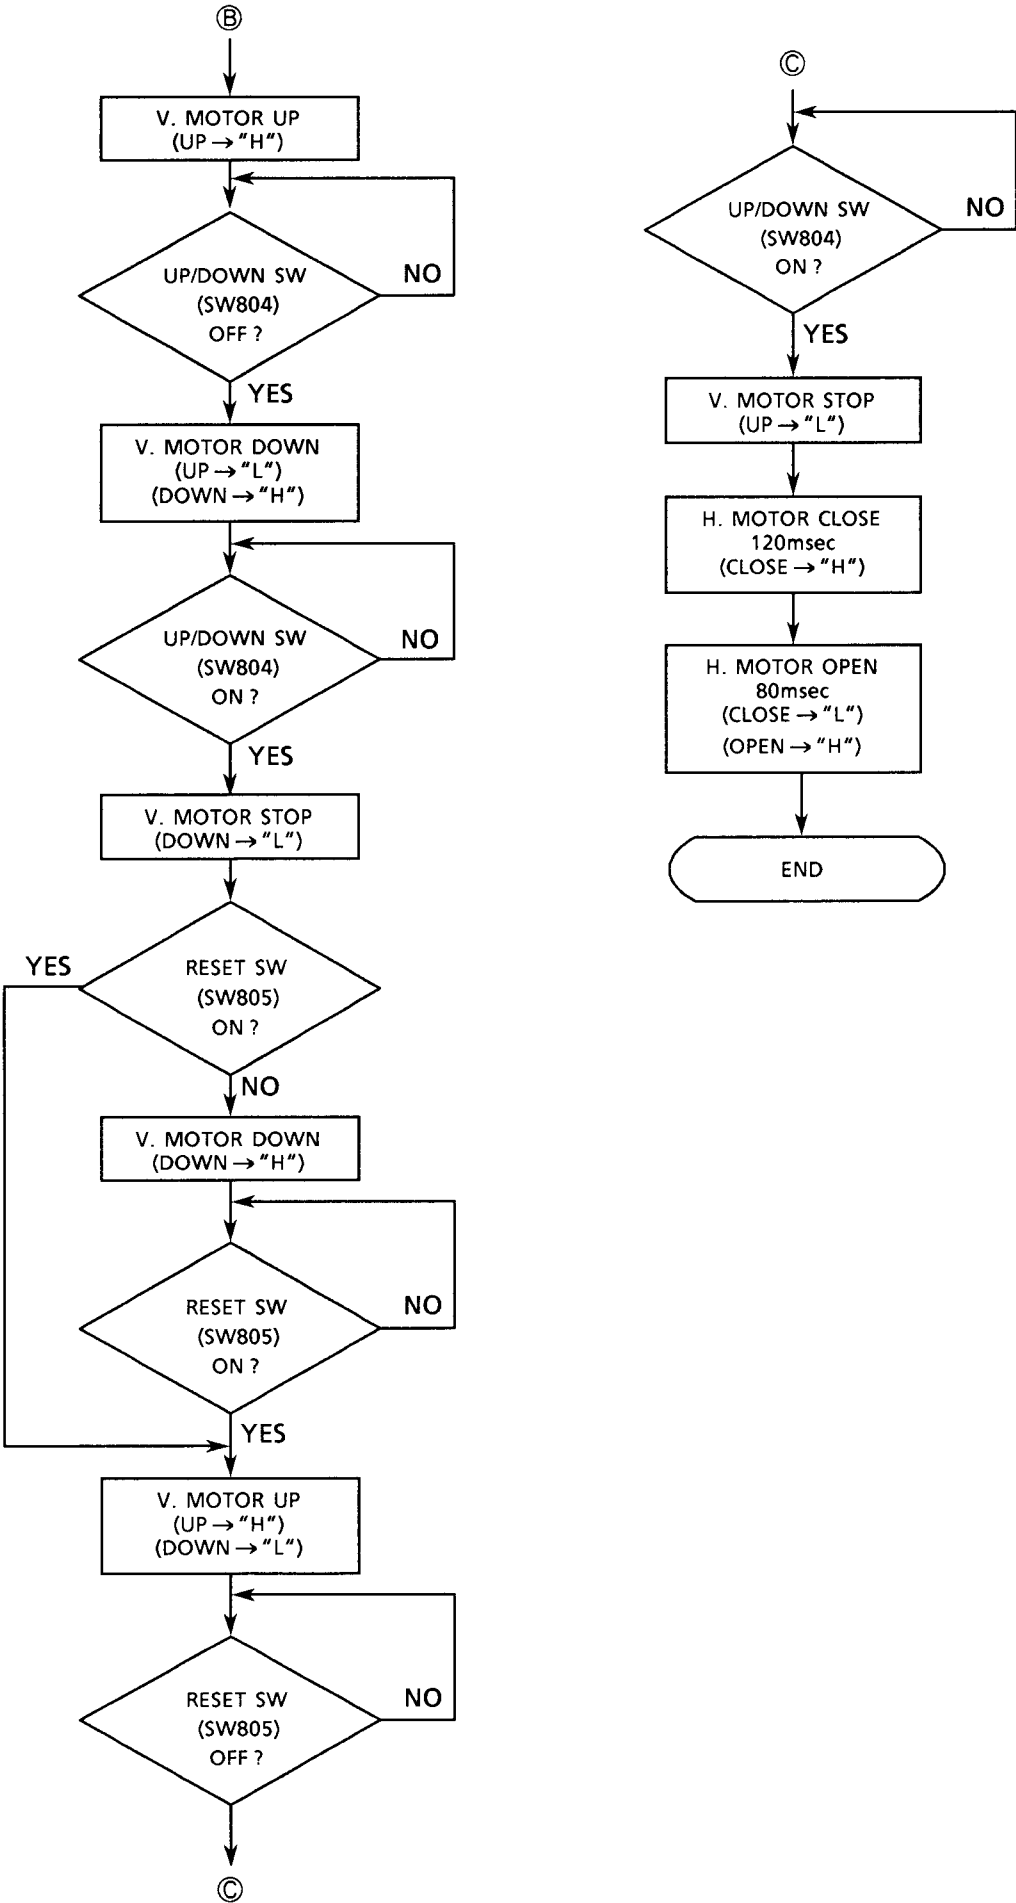 Ⓑ
V. MOTOR UP
(UP → "H")
UP/DOWN SW
(SW804)
OFF ?
NO
YES
V. MOTOR DOWN
(UP → "L")
(DOWN → "H")
UP/DOWN SW
(SW804)
ON ?
NO
YES
V. MOTOR STOP
(DOWN → "L")
RESET SW
(SW805)
ON ?
YES
NO
V. MOTOR DOWN
(DOWN → "H")
RESET SW
(SW805)
ON ?
NO
YES
V. MOTOR UP
(UP → "H")
(DOWN → "L")
RESET SW
(SW805)
OFF ?
NO
Ⓒ
Ⓒ
UP/DOWN SW
(SW804)
ON ?
NO
YES
V. MOTOR STOP
(UP → "L")
H. MOTOR CLOSE
120msec
(CLOSE → "H")
H. MOTOR OPEN
80msec
(CLOSE → "L")
(OPEN → "H")
END